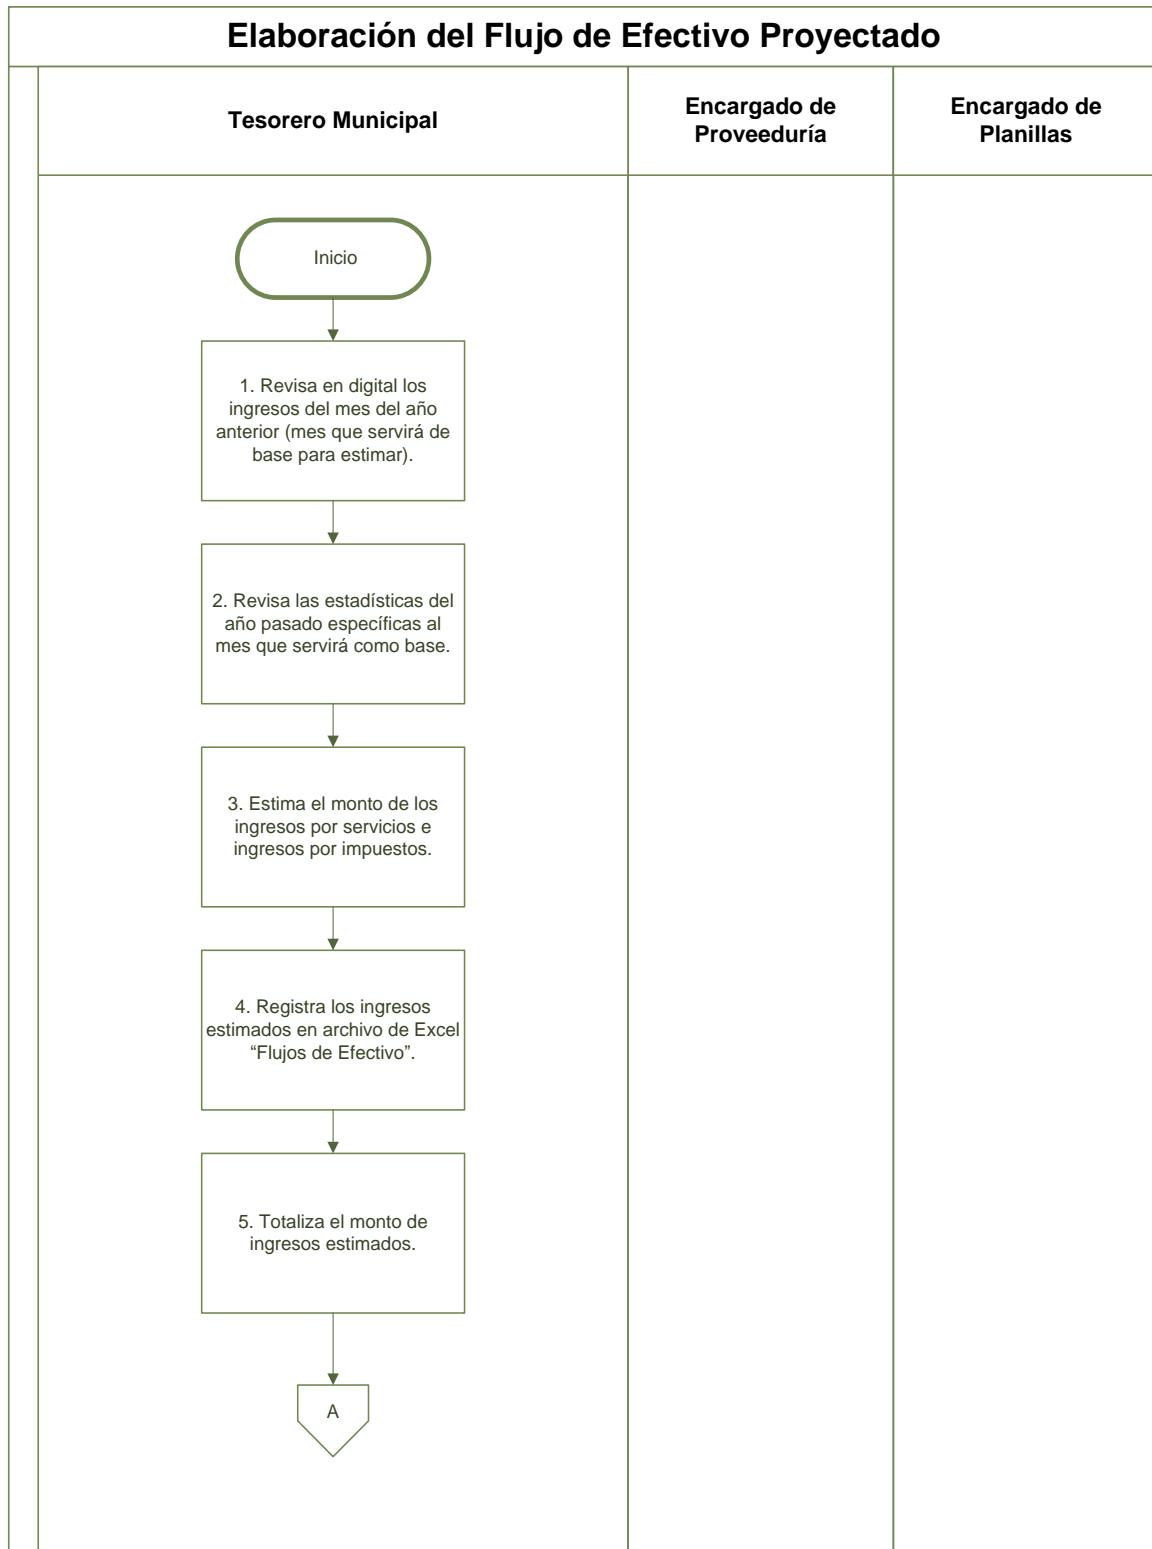 Elaboración del Flujo de Efectivo Proyectado
Tesorero Municipal
Encargado de
Proveeduría
Encargado de
Planillas
Inicio
1. Revisa en digital los
ingresos del mes del año
anterior (mes que servirá de
base para estimar).
2. Revisa las estadísticas del
año pasado específicas al
mes que servirá como base.
3. Estima el monto de los
ingresos por servicios e
ingresos por impuestos.
4. Registra los ingresos
estimados en archivo de Excel
“Flujos de Efectivo”.
5. Totaliza el monto de
ingresos estimados.
A